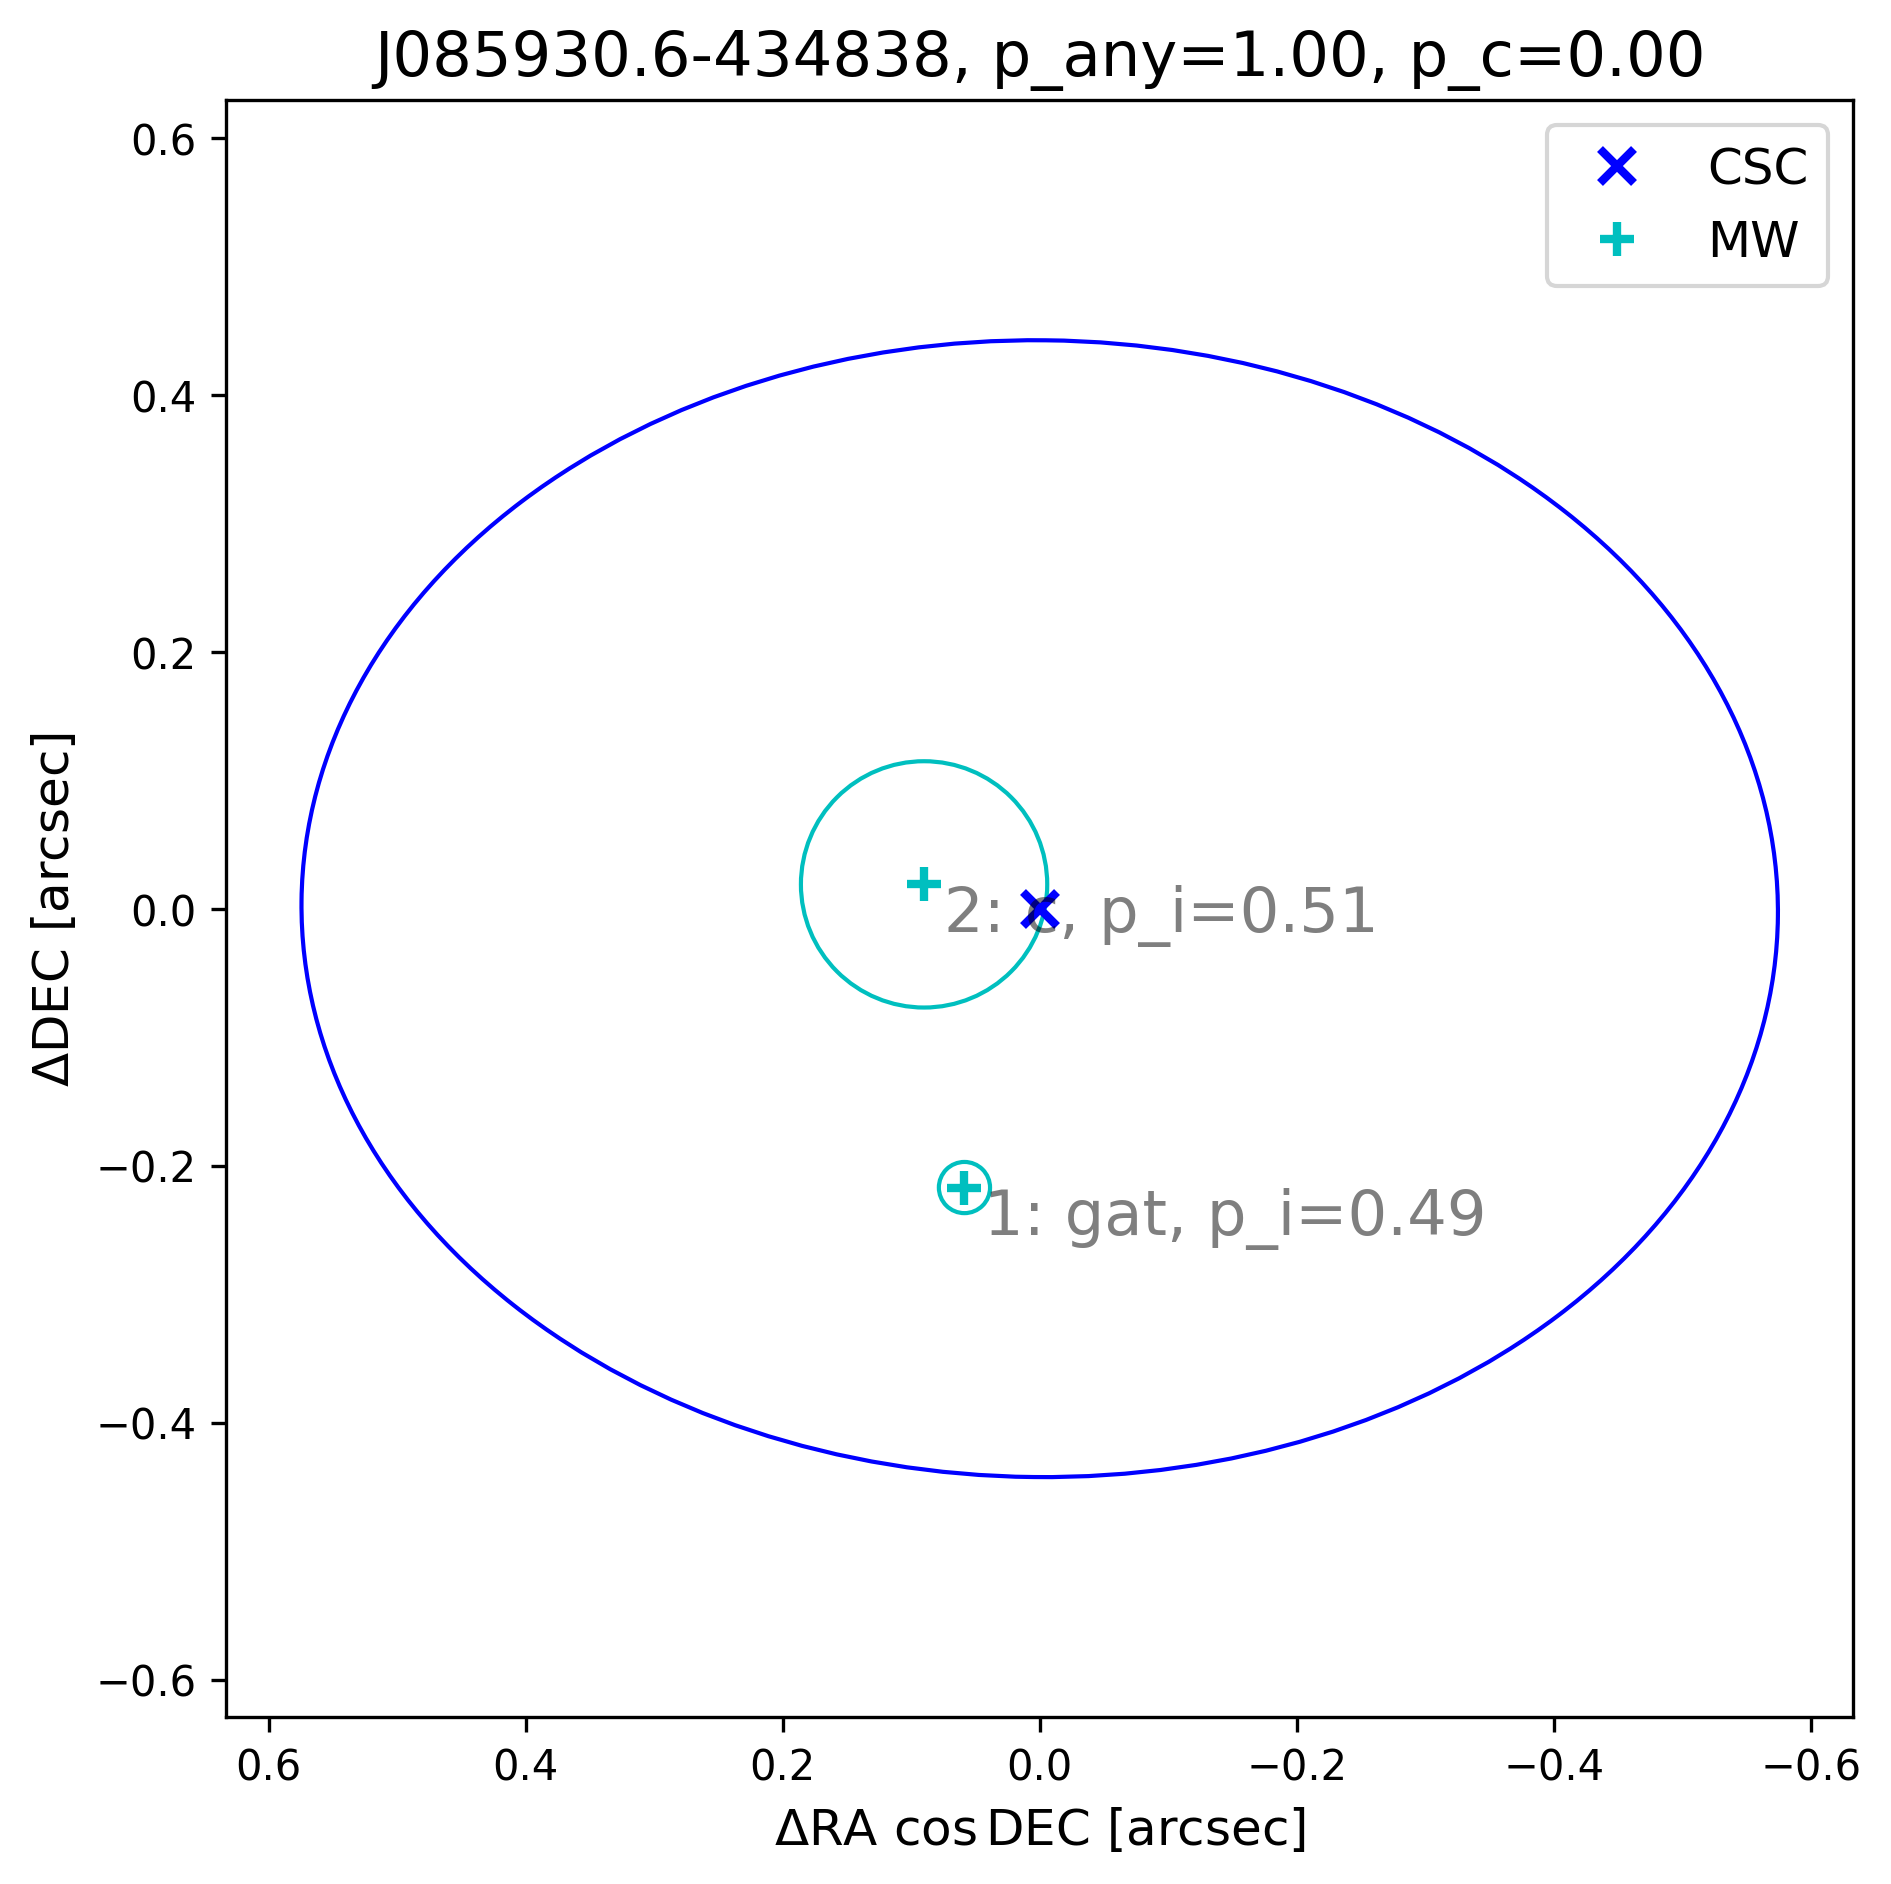 J085930.6-434838, p_any=1.00, p_c=0.00
CSC
MW
0.6
0.4
0.2
0.0
−0.2
−0.4
−0.6
ΔDEC [arcsec]
2: c, p_i=0.51
1: gat, p_i=0.49
0.6
0.4
0.2
0.0
−0.2
−0.4
−0.6
ΔRA cos DEC [arcsec]